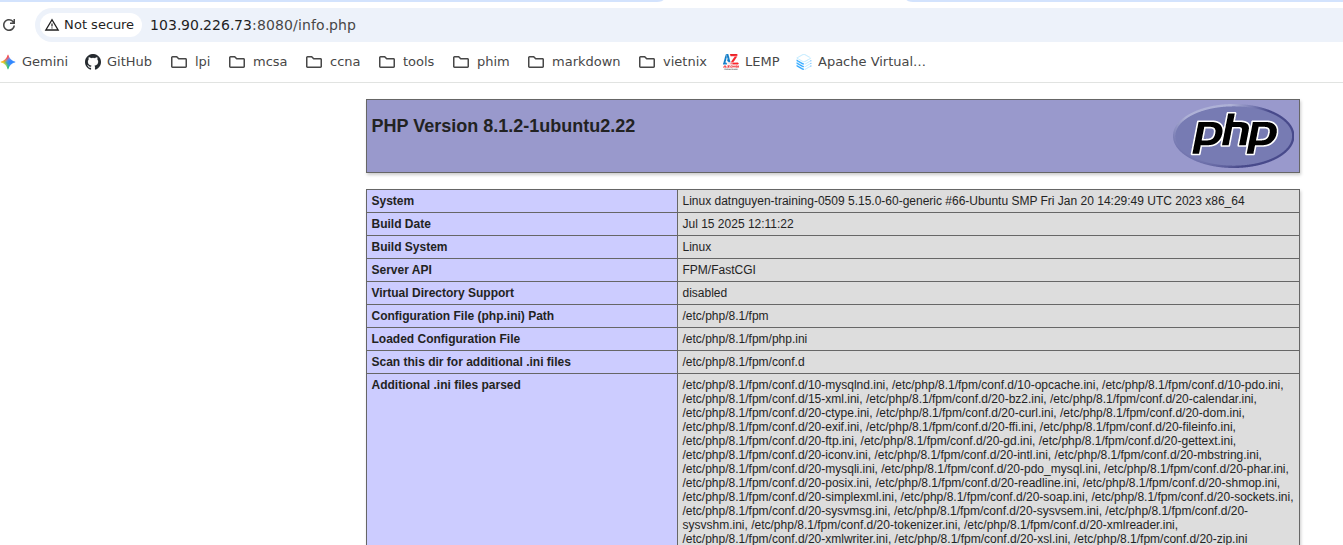 Not secure 103.90.226.73:8080/info.php
Gemini GitHub lpi mcsa ccna tools phim markdown vietnix LEMP Apache Virtual...
PHP Version 8.1.2-1ubuntu2.22
php
System Linux datnguyen-training-0509 5.15.0-60-generic #66-Ubuntu SMP Fri Jan 20 14:29:49 UTC 2023 x86_64
Build Date Jul 15 2025 12:11:22
Build System Linux
Server API FPM/FastCGI
Virtual Directory Support disabled
Configuration File (php.ini) Path /etc/php/8.1/fpm
Loaded Configuration File /etc/php/8.1/fpm/php.ini
Scan this dir for additional .ini files /etc/php/8.1/fpm/conf.d
Additional .ini files parsed /etc/php/8.1/fpm/conf.d/10-mysqlnd.ini, /etc/php/8.1/fpm/conf.d/10-opcache.ini, /etc/php/8.1/fpm/conf.d/10-pdo.ini,
/etc/php/8.1/fpm/conf.d/15-xml.ini, /etc/php/8.1/fpm/conf.d/20-bz2.ini, /etc/php/8.1/fpm/conf.d/20-calendar.ini,
/etc/php/8.1/fpm/conf.d/20-ctype.ini, /etc/php/8.1/fpm/conf.d/20-curl.ini, /etc/php/8.1/fpm/conf.d/20-dom.ini,
/etc/php/8.1/fpm/conf.d/20-exif.ini, /etc/php/8.1/fpm/conf.d/20-ffi.ini, /etc/php/8.1/fpm/conf.d/20-fileinfo.ini,
/etc/php/8.1/fpm/conf.d/20-ftp.ini, /etc/php/8.1/fpm/conf.d/20-gd.ini, /etc/php/8.1/fpm/conf.d/20-gettext.ini,
/etc/php/8.1/fpm/conf.d/20-iconv.ini, /etc/php/8.1/fpm/conf.d/20-intl.ini, /etc/php/8.1/fpm/conf.d/20-mbstring.ini,
/etc/php/8.1/fpm/conf.d/20-mysqli.ini, /etc/php/8.1/fpm/conf.d/20-pdo_mysql.ini, /etc/php/8.1/fpm/conf.d/20-phar.ini,
/etc/php/8.1/fpm/conf.d/20-posix.ini, /etc/php/8.1/fpm/conf.d/20-readline.ini, /etc/php/8.1/fpm/conf.d/20-shmop.ini,
/etc/php/8.1/fpm/conf.d/20-simplexml.ini, /etc/php/8.1/fpm/conf.d/20-soap.ini, /etc/php/8.1/fpm/conf.d/20-sockets.ini,
/etc/php/8.1/fpm/conf.d/20-sysvmsg.ini, /etc/php/8.1/fpm/conf.d/20-sysvsem.ini, /etc/php/8.1/fpm/conf.d/20-
sysvshm.ini, /etc/php/8.1/fpm/conf.d/20-tokenizer.ini, /etc/php/8.1/fpm/conf.d/20-xmlreader.ini,
/etc/php/8.1/fpm/conf.d/20-xmlwriter.ini, /etc/php/8.1/fpm/conf.d/20-xsl.ini, /etc/php/8.1/fpm/conf.d/20-zip.ini